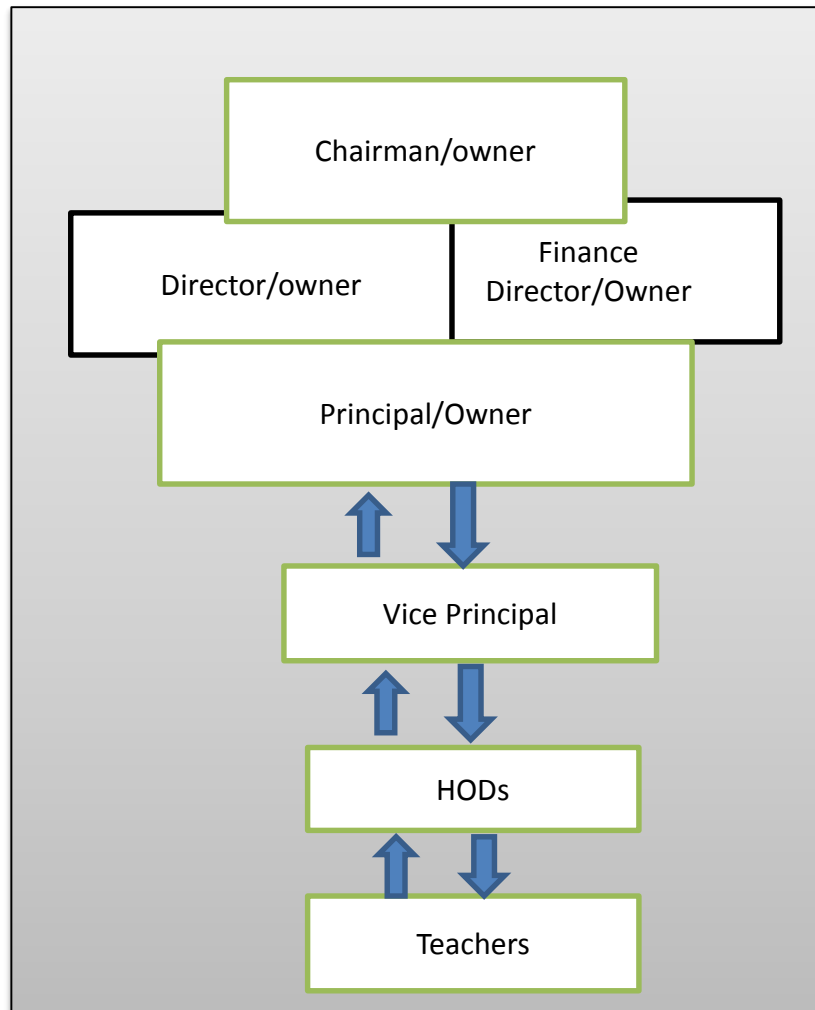 Chairman/owner
Director/owner
Finance
Director/Owner
Principal/Owner
Vice Principal
HODs
Teachers